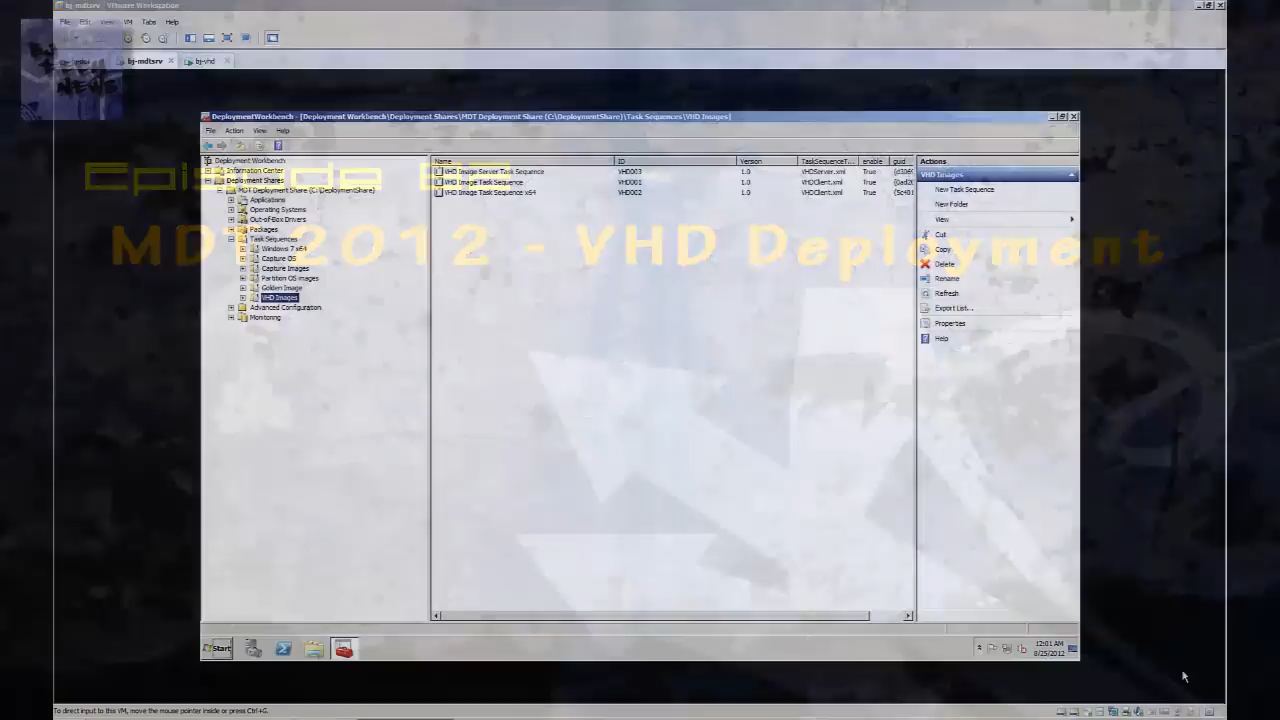 bj-mdtsrv - VMware Workstation
File Edit View VM Tabs Help
bj-mdtsrv
bj-vhd
NEWS
DeploymentWorkbench - [Deployment Workbench\Deployment Shares\MDT Deployment Share (C:\DeploymentShare)\Task Sequences\VHD Images]
File Action View Help
Episode
MDT 2012 - VHD Deployment
Deployment Workbench
Information Center
Deployment Shares
MDT Deployment Share (C:\DeploymentShare)
Applications
Operating Systems
Out-of-Box Drivers
Packages
Task Sequences
Windows 7 x64
Capture OS
Capture Images
Partition OS images
Golden Image
VHD Images
Advanced Configuration
Monitoring
Name ID Version TaskSequenceT... enable guid
VHD Image Server Task Sequence VHD003 1.0 VHDServer.xml True
VHD Image Task Sequence VHD001 1.0 VHDClient.xml True
VHD Image Task Sequence x64 VHD002 1.0 VHDClient.xml True
Actions
VHD Images
New Task Sequence
New Folder
View
Cut
Copy
Delete
Rename
Refresh
Export List...
Properties
Help
Start
12:01 AM
8/25/2012
To direct input to this VM, move the mouse pointer inside or press Ctrl+G.